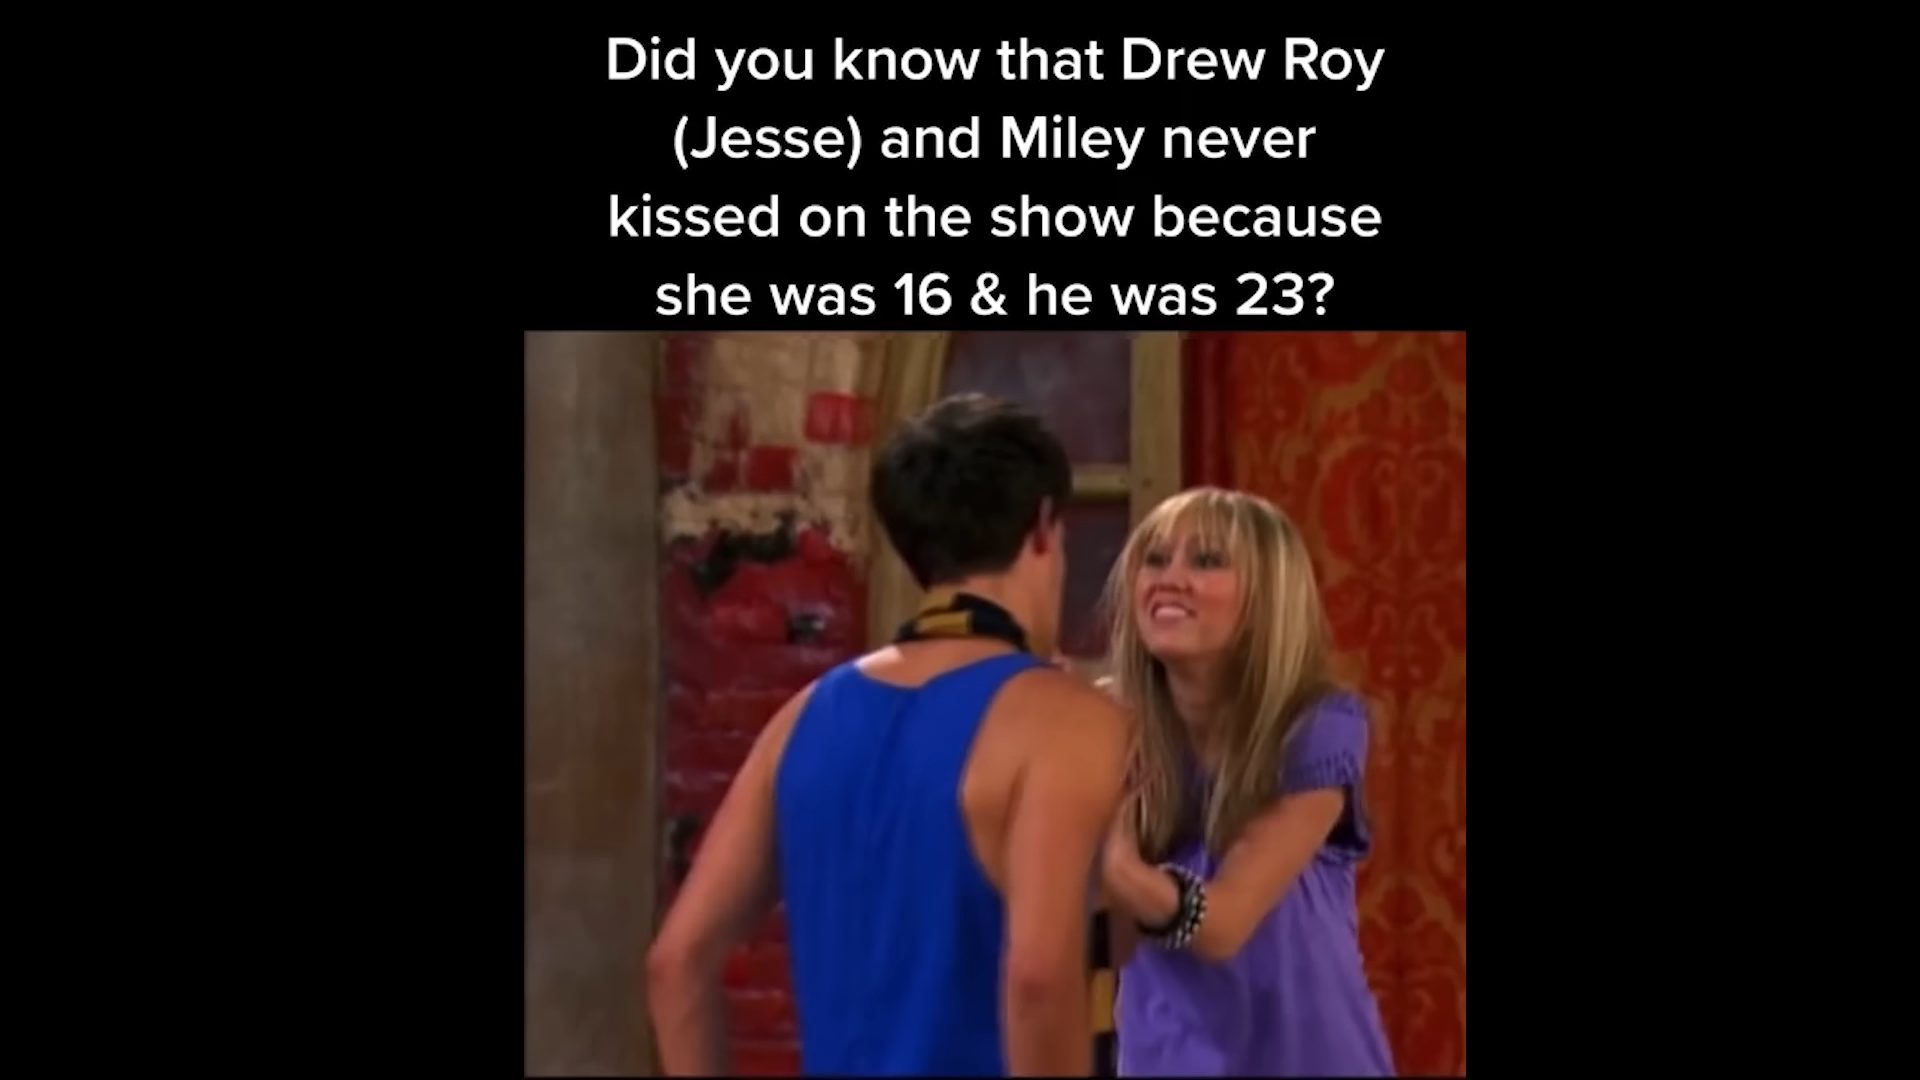 Did you know that Drew Roy
(Jesse) and Miley never
kissed on the show because
she was 16 & he was 23?